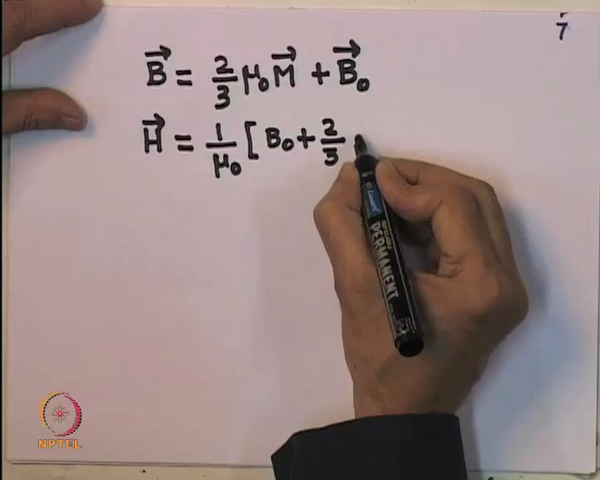 7
B⃗ = 2/3 μ₀M⃗ + B⃗₀
H⃗ = 1/μ₀ [ B₀ + 2/3
PERMANENT
NPTEL